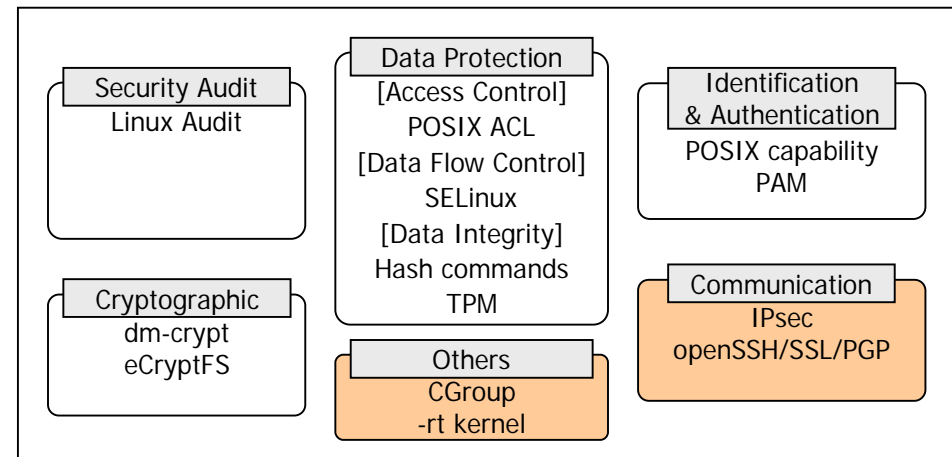 Security Audit
Linux Audit
Data Protection
[Access Control]
POSIX ACL
[Data Flow Control]
SELinux
[Data Integrity]
Hash commands
TPM
Identification
& Authentication
POSIX capability
PAM
Cryptographic
dm-crypt
eCryptFS
Others
CGroup
-rt kernel
Communication
IPsec
openSSH/SSL/PGP